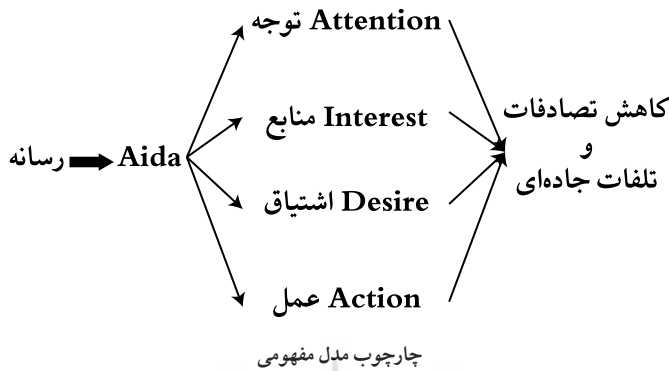 رسانه
Aida
توجه Attention
منابع Interest
اشتیاق Desire
عمل Action
کاهش تصادفات
و
تلفات جاده‌ای
چارچوب مدل مفهومی